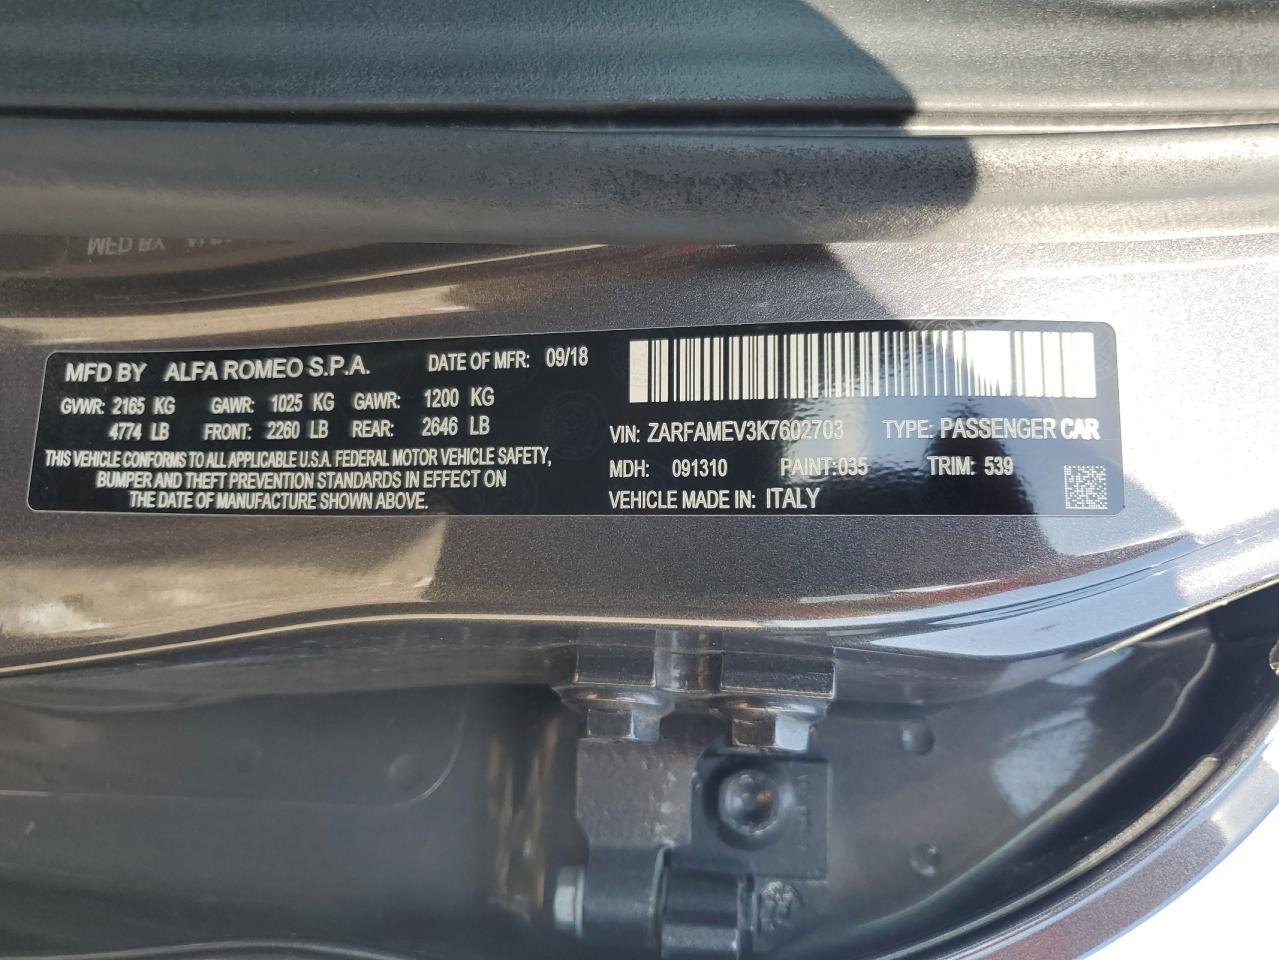 MFD BY ALFA ROMEO S.P.A. DATE OF MFR: 09/18
GVWR: 2165 KG GAWR: 1025 KG GAWR: 1200 KG
4774 LB FRONT: 2260 LB REAR: 2646 LB
THIS VEHICLE CONFORMS TO ALL APPLICABLE U.S.A. FEDERAL MOTOR VEHICLE SAFETY,
BUMPER AND THEFT PREVENTION STANDARDS IN EFFECT ON
THE DATE OF MANUFACTURE SHOWN ABOVE.
VIN: ZARFAMEV3K7602703 TYPE: PASSENGER CAR
MDH: 091310 PAINT:035 TRIM: 539
VEHICLE MADE IN: ITALY